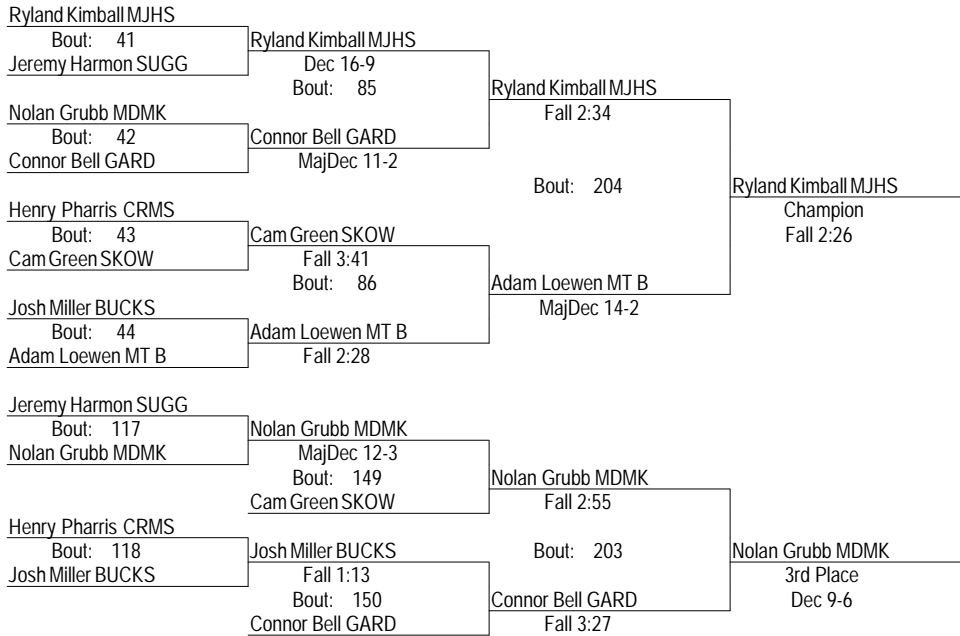 Ryland Kimball MJHS
Bout: 41
Jeremy Harmon SUGG
Ryland Kimball MJHS
Dec 16-9
Bout: 85
Nolan Grubb MDMK
Bout: 42
Connor Bell GARD
Connor Bell GARD
MajDec 11-2
Ryland Kimball MJHS
Fall 2:34
Bout: 204
Henry Pharris CRMS
Bout: 43
Cam Green SKOW
Cam Green SKOW
Fall 3:41
Bout: 86
Josh Miller BUCKS
Bout: 44
Adam Loewen MT B
Adam Loewen MT B
Fall 2:28
Adam Loewen MT B
MajDec 14-2
Ryland Kimball MJHS
Champion
Fall 2:26
Jeremy Harmon SUGG
Bout: 117
Nolan Grubb MDMK
Nolan Grubb MDMK
MajDec 12-3
Bout: 149
Cam Green SKOW
Nolan Grubb MDMK
Fall 2:55
Bout: 203
Henry Pharris CRMS
Bout: 118
Josh Miller BUCKS
Josh Miller BUCKS
Fall 1:13
Bout: 150
Connor Bell GARD
Connor Bell GARD
Fall 3:27
Nolan Grubb MDMK
3rd Place
Dec 9-6